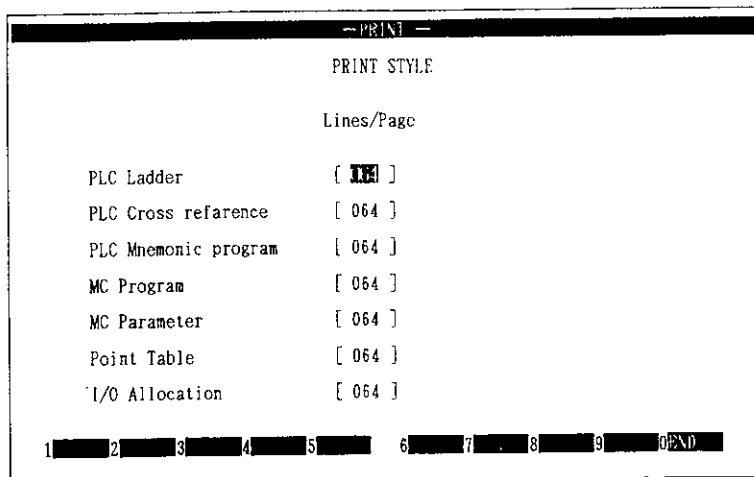 — PRINT —
PRINT STYLE
Lines/Page
PLC Ladder [ 064 ]
PLC Cross refarence [ 064 ]
PLC Mnemonic program [ 064 ]
MC Program [ 064 ]
MC Parameter [ 064 ]
Point Table [ 064 ]
I/O Allocation [ 064 ]
1 2 3 4 5 6 7 8 9 0END